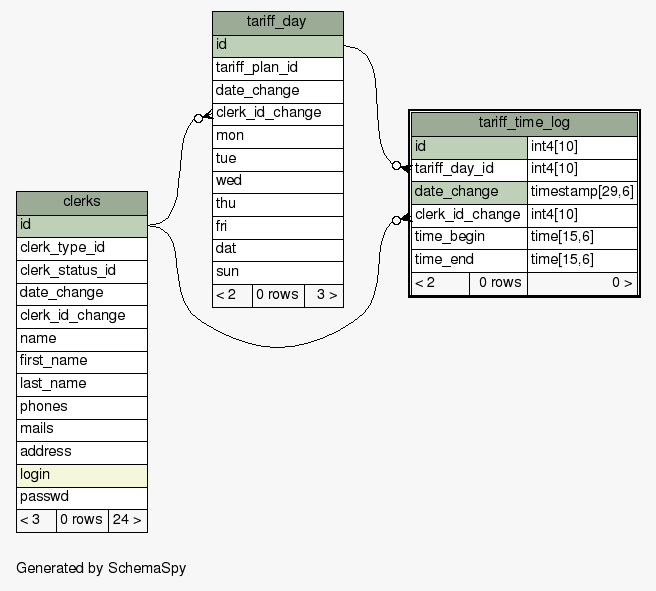 tariff_day
id
tariff_plan_id
date_change
clerk_id_change
mon
tue
wed
thu
fri
dat
sun
< 2 0 rows 3 >
tariff_time_log
id int4[10]
tariff_day_id int4[10]
date_change timestamp[29,6]
clerk_id_change int4[10]
time_begin time[15,6]
time_end time[15,6]
< 2 0 rows 0 >
clerks
id
clerk_type_id
clerk_status_id
date_change
clerk_id_change
name
first_name
last_name
phones
mails
address
login
passwd
< 3 0 rows 24 >
Generated by SchemaSpy